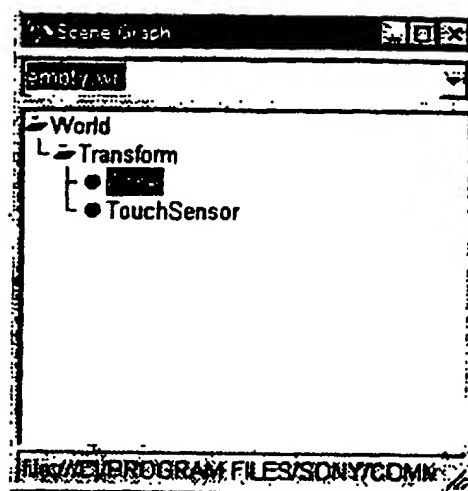 Scene Graph
empty.wrl
World
Transform
TouchSensor
file:///E|/PROGRAM FILES/SONY/COMM